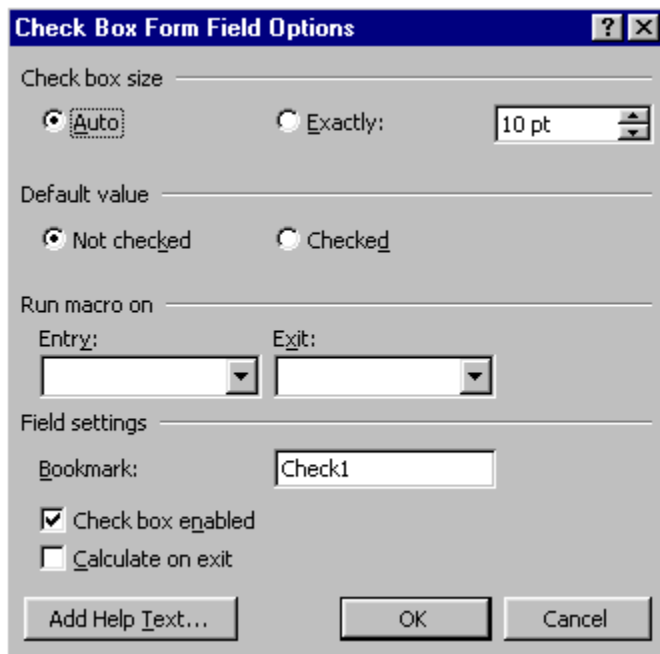 Check Box Form Field Options
Check box size
Auto Exactly: 10 pt
Default value
Not checked Checked
Run macro on
Entry: Exit:
Field settings
Bookmark: Check1
Check box enabled
Calculate on exit
Add Help Text... OK Cancel